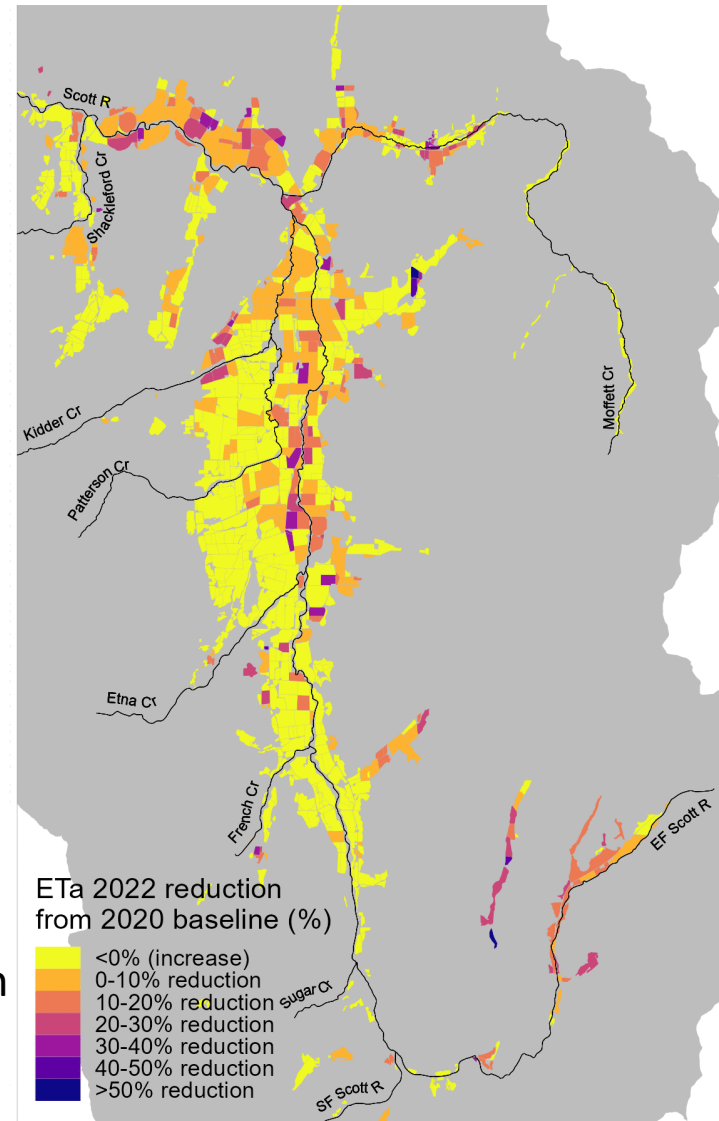 Scott R
Shackleford Cr
Kidder Cr
Patterson Cr
Moffett Cr
Etna Cr
French Cr
EF Scott R
ETa 2022 reduction
from 2020 baseline (%)
<0% (increase)
0-10% reduction
10-20% reduction
20-30% reduction
30-40% reduction
40-50% reduction
>50% reduction
Sugar Cr
SF Scott R